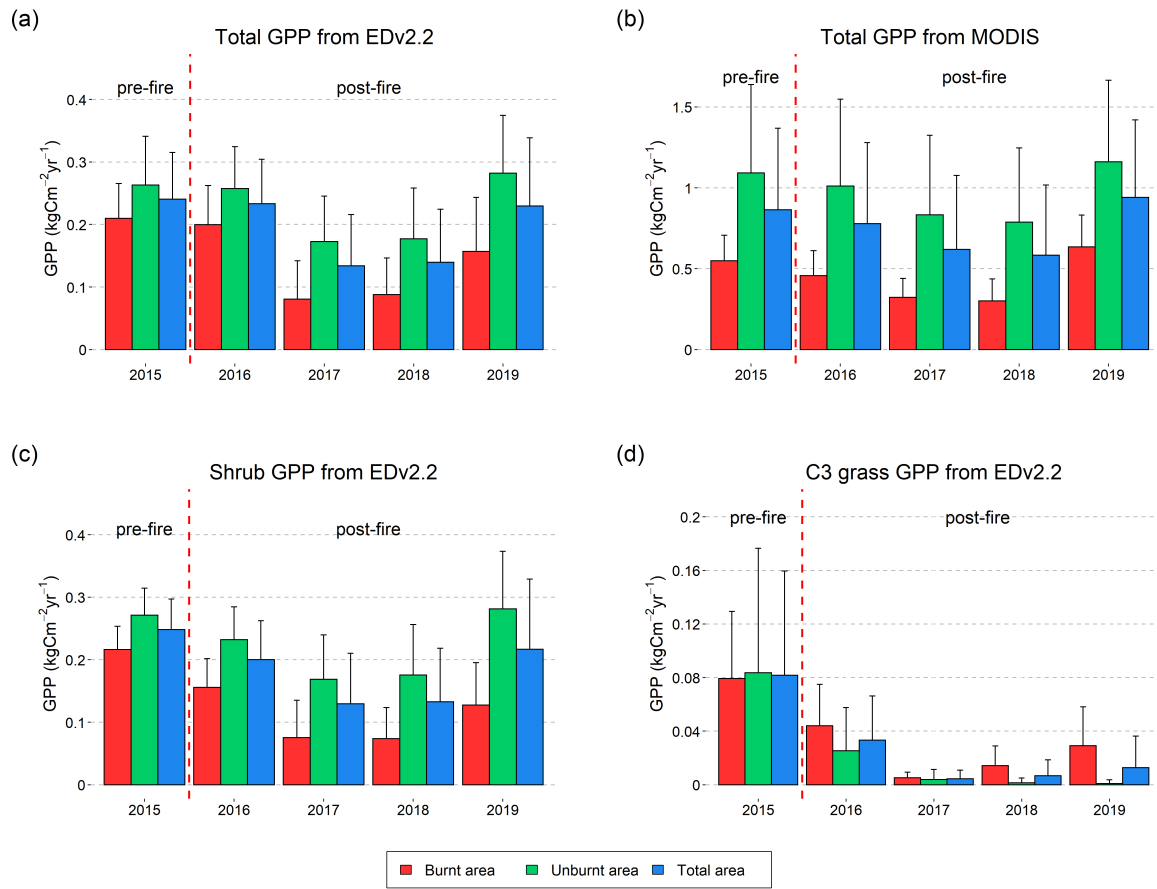 (a)
Total GPP from EDv2.2
pre-fire
post-fire
GPP (kgCm⁻²yr⁻¹)
0.4
0.3
0.2
0.1
0
2015
2016
2017
2018
2019
(b)
Total GPP from MODIS
pre-fire
post-fire
GPP (kgCm⁻²yr⁻¹)
1.5
1
0.5
0
2015
2016
2017
2018
2019
(c)
Shrub GPP from EDv2.2
pre-fire
post-fire
GPP (kgCm⁻²yr⁻¹)
0.4
0.3
0.2
0.1
0
2015
2016
2017
2018
2019
(d)
C3 grass GPP from EDv2.2
pre-fire
post-fire
GPP (kgCm⁻²yr⁻¹)
0.2
0.16
0.12
0.08
0.04
0
2015
2016
2017
2018
2019
Burnt area
Unburnt area
Total area